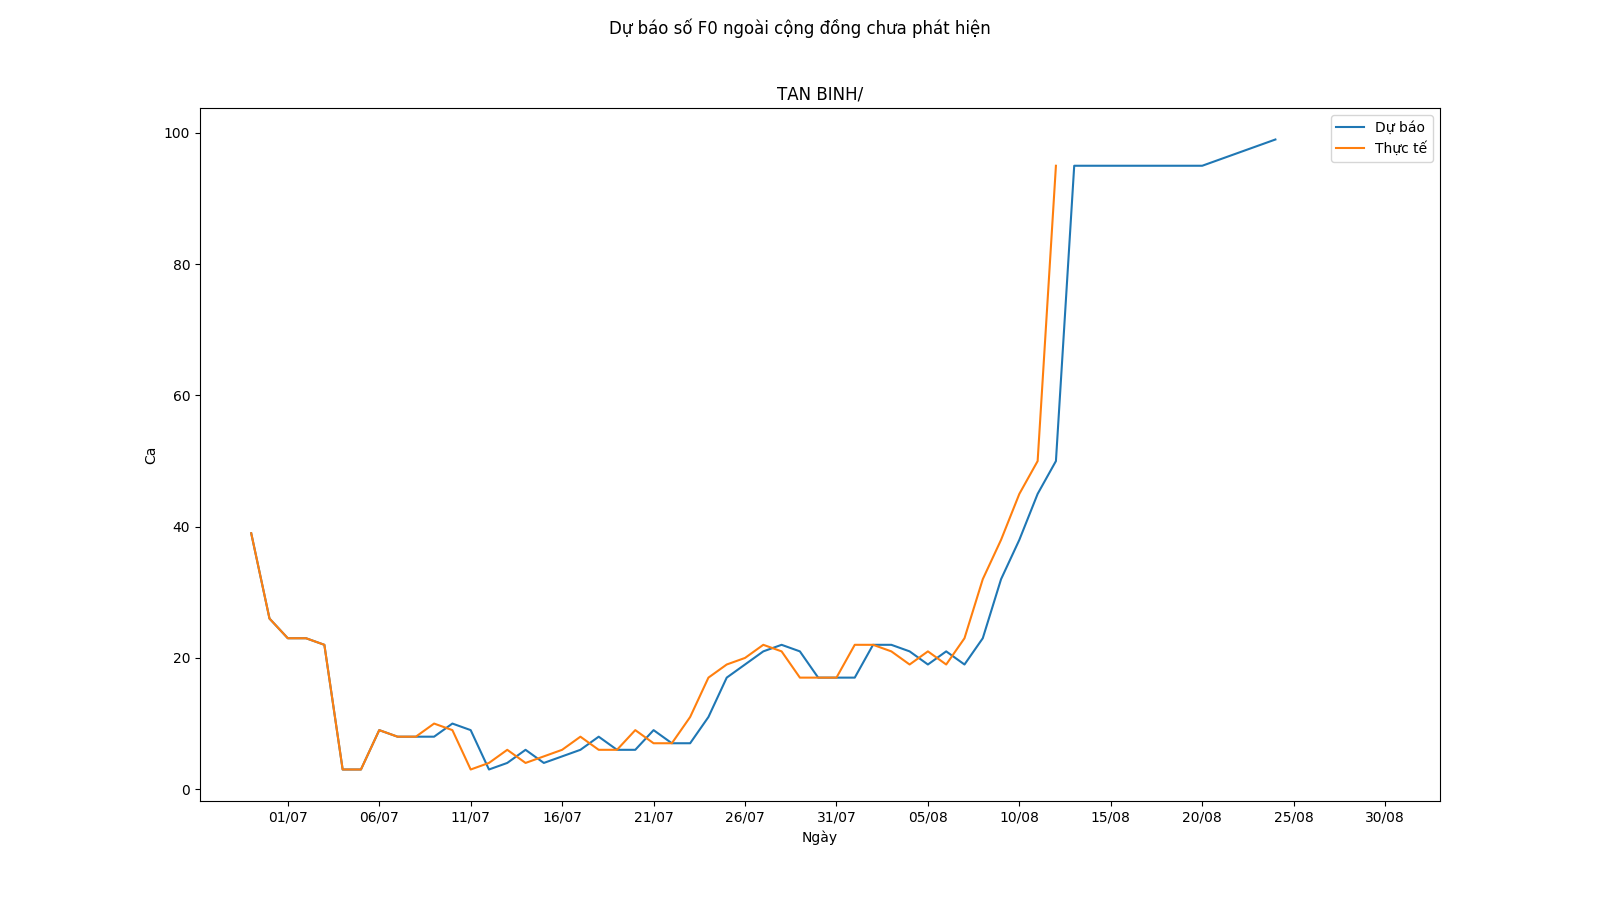 Dự báo số F0 ngoài cộng đồng chưa phát hiện
TAN BINH/
Dự báo
Thực tế
100
80
60
40
20
0
Ca
01/07 06/07 11/07 16/07 21/07 26/07 31/07 05/08 10/08 15/08 20/08 25/08 30/08
Ngày